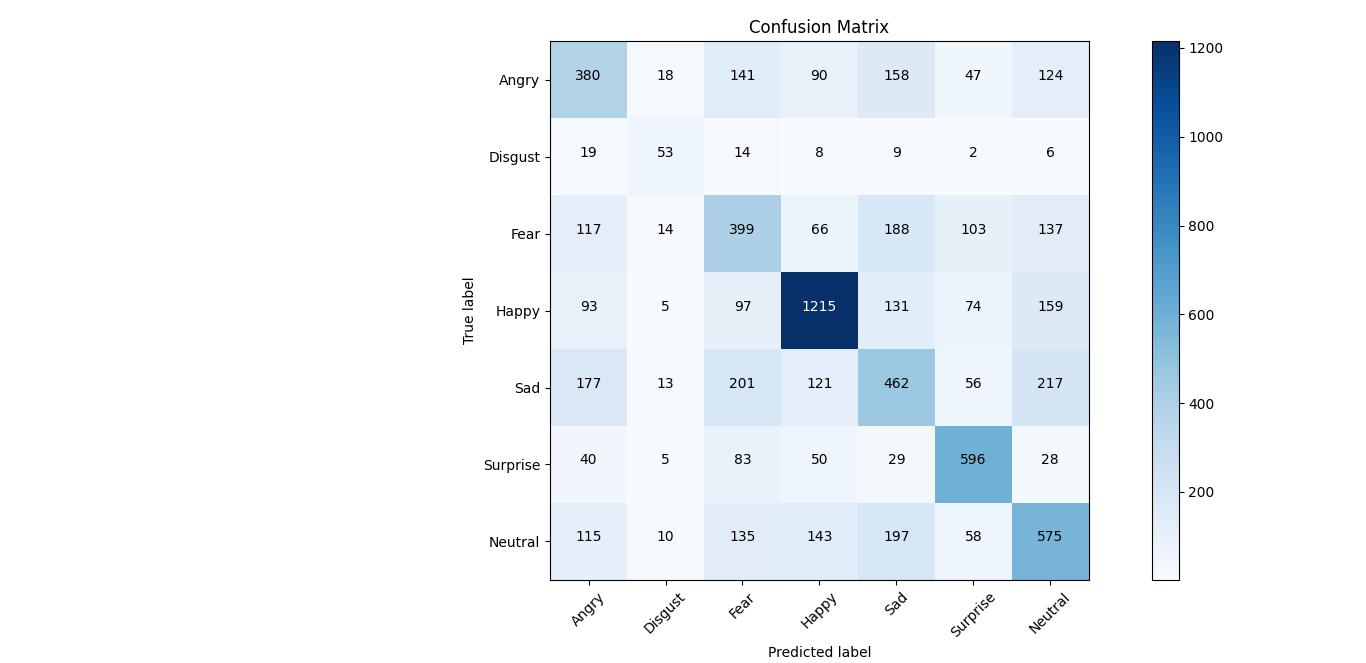 Confusion Matrix
Angry 380 18 141 90 158 47 124
Disgust 19 53 14 8 9 2 6
Fear 117 14 399 66 188 103 137
Happy 93 5 97 1215 131 74 159
Sad 177 13 201 121 462 56 217
Surprise 40 5 83 50 29 596 28
Neutral 115 10 135 143 197 58 575
True label
Angry Disgust Fear Happy Sad Surprise Neutral
Predicted label
1200
1000
800
600
400
200